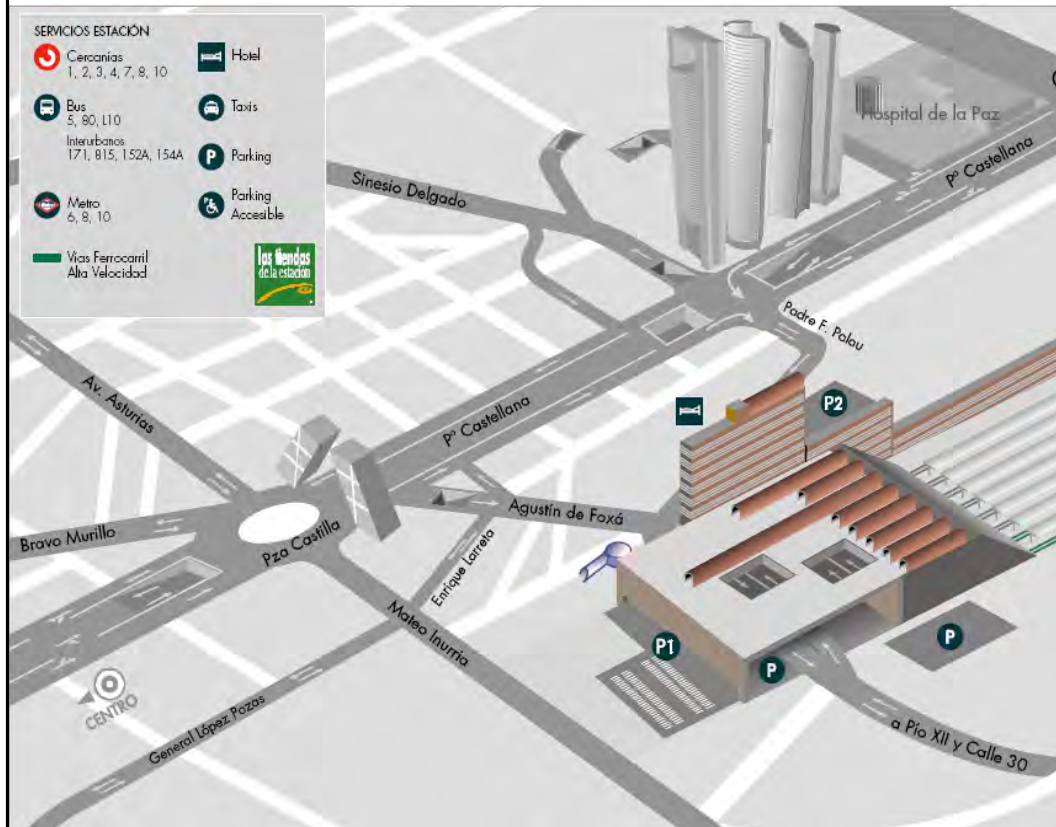 SERVICIOS ESTACIÓN
Cercanías
1, 2, 3, 4, 7, 8, 10
Bus
5, 80, L10
Interurbanos
171, 815, 152A, 154A
Metro
6, 8, 10
Vias Ferrocarril
Alta Velocidad
Hotel
Taxis
P
Parking
Parking
Accesible
las tiendas
de la estación
Hospital de la Paz
Pº Castellana
Sinesio Delgado
Padre F. Palou
Av. Asturias
Pº Castellana
P2
Agustín de Foxá
Bravo Murillo
Pza Castilla
Enrique Larreta
Mateo Inurria
P1
P
P
CENTRO
General López Pozas
a Pío XII y Calle 30